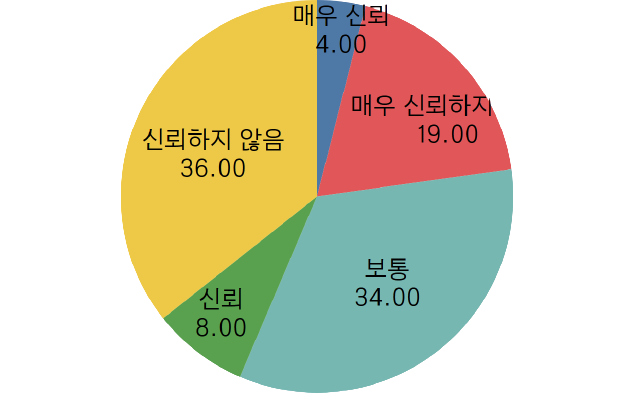 매우 신뢰
4.00
매우 신뢰하지
19.00
신뢰하지 않음
36.00
보통
34.00
신뢰
8.00